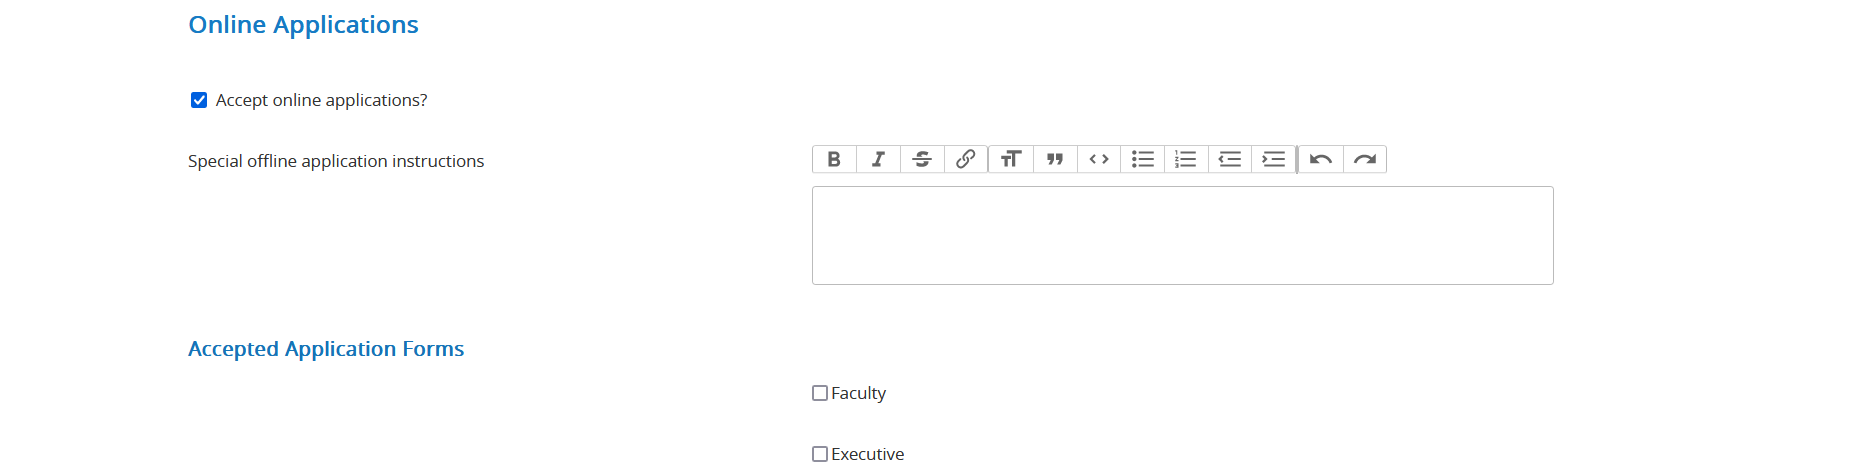 Online Applications
Accept online applications?
Special offline application instructions
Accepted Application Forms
Faculty
Executive